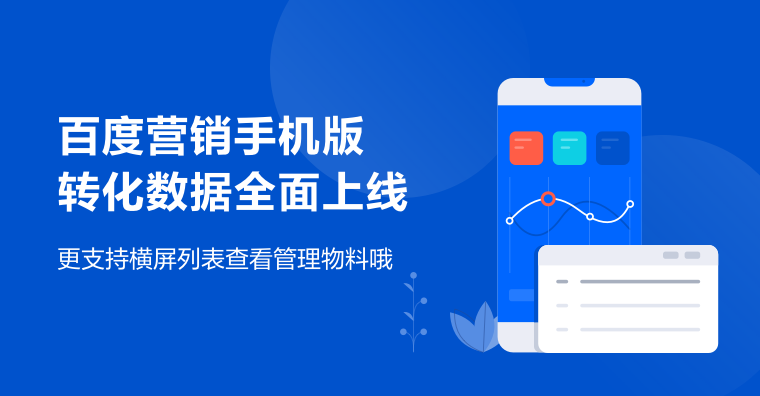 百度营销手机版
转化数据全面上线
更支持横屏列表查看管理物料哦